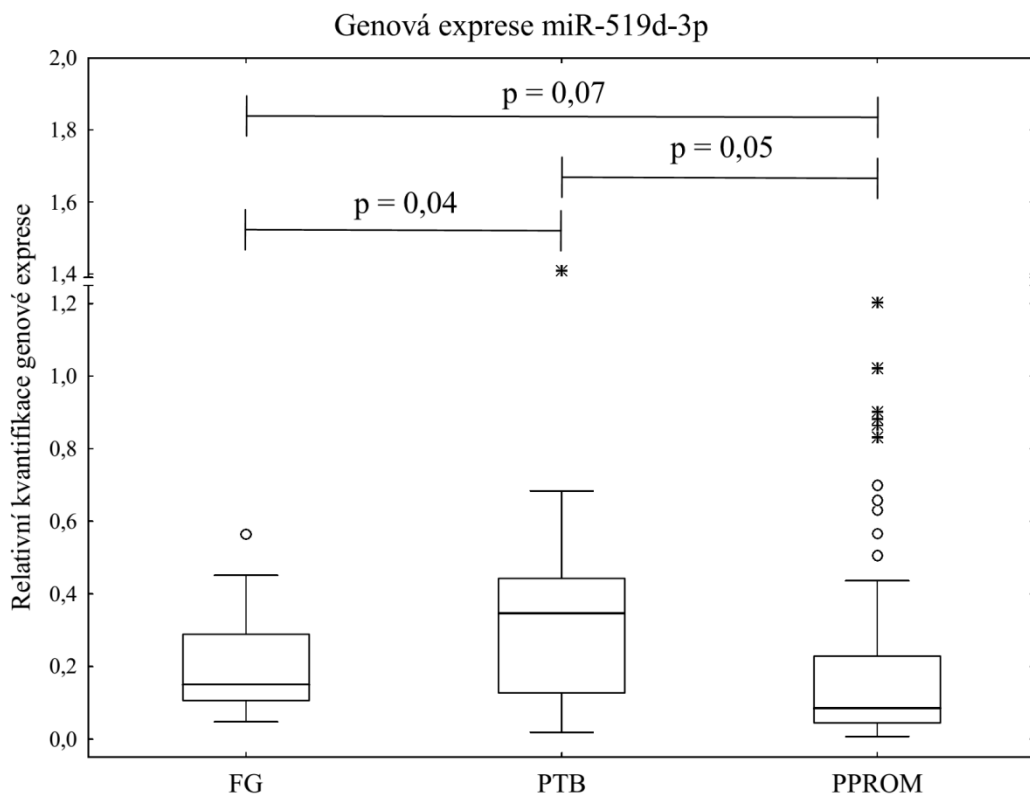 Genová exprese miR-519d-3p
Relativní kvantifikace genové exprese
2,0
1,8
1,6
1,4
1,2
1,0
0,8
0,6
0,4
0,2
0,0
p = 0,07
p = 0,05
p = 0,04
FG PTB PPROM